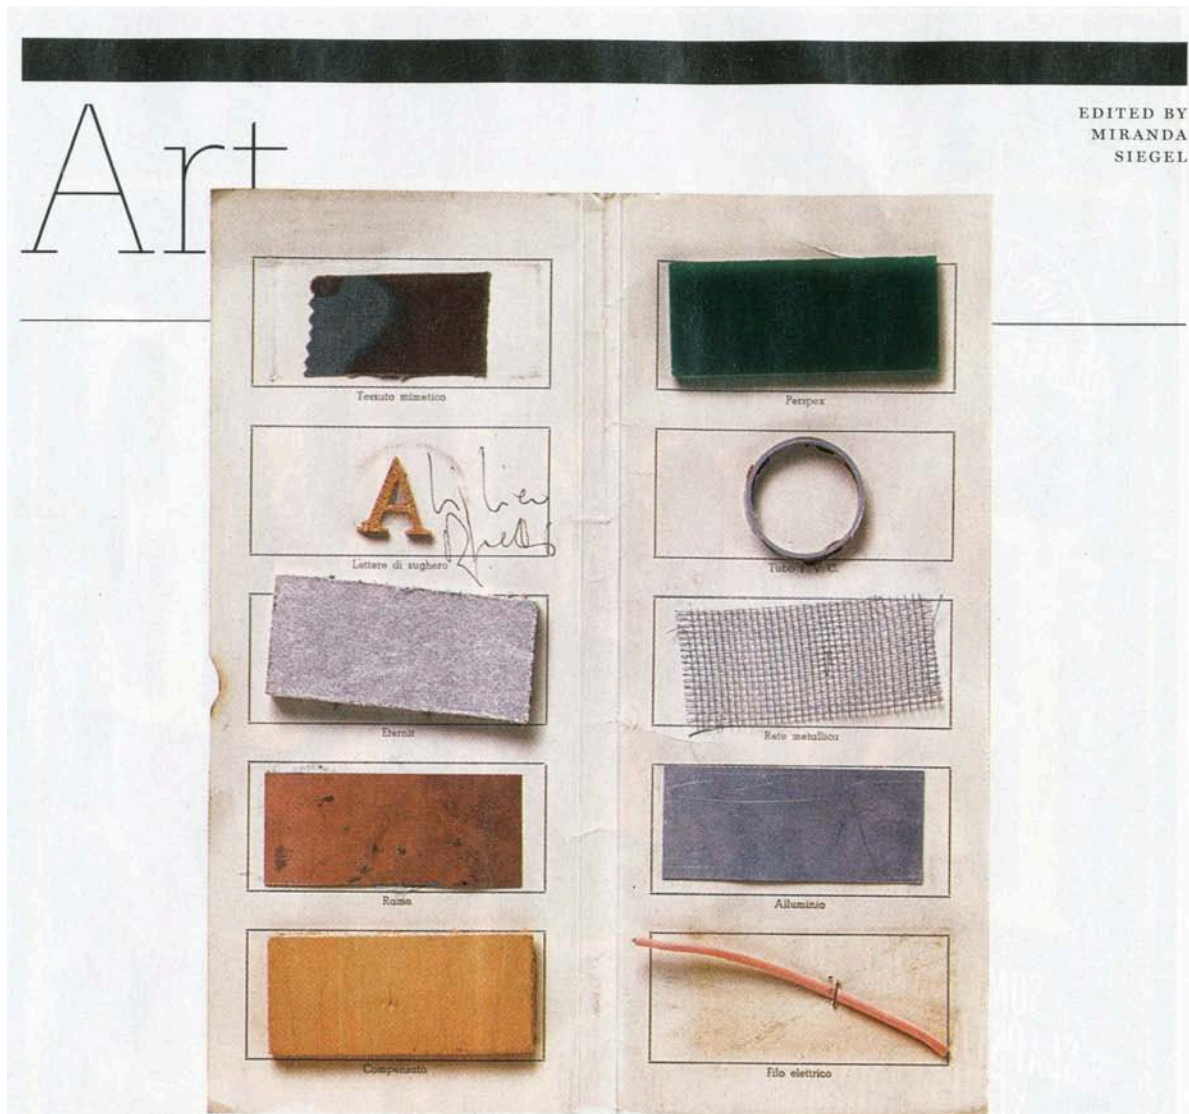 Art
EDITED BY
MIRANDA
SIEGEL
Tessuto mimetico
Perspex
A
Lettere di sughero
Tubo
Eternit
Rete metallica
Rame
Alluminio
Compensato
Filo elettrico